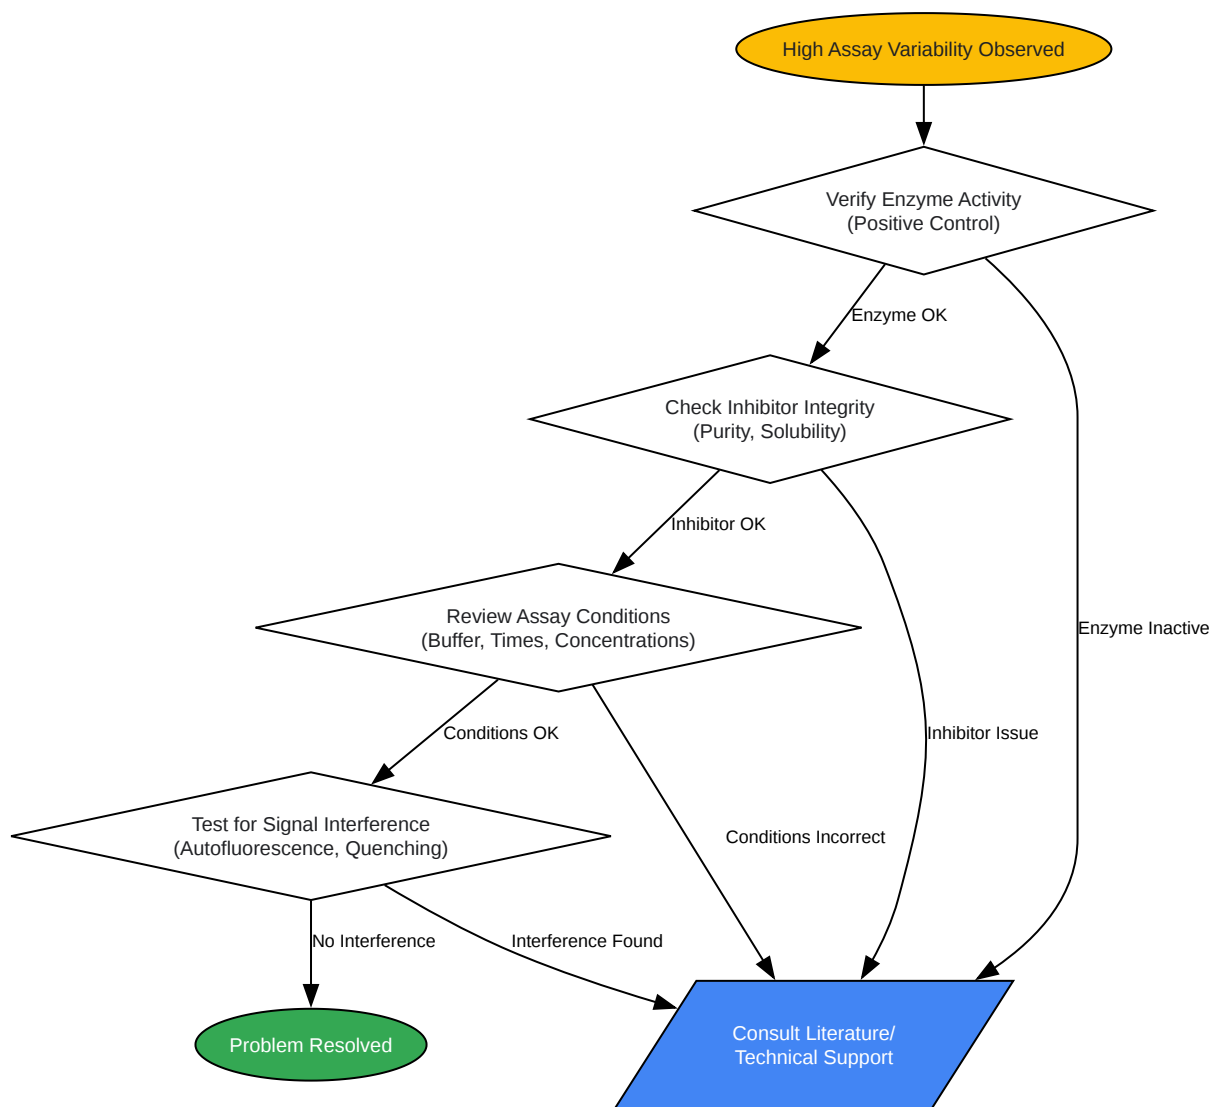 High Assay Variability Observed
Verify Enzyme Activity
(Positive Control)
Enzyme OK
Check Inhibitor Integrity
(Purity, Solubility)
Inhibitor OK
Review Assay Conditions
(Buffer, Times, Concentrations)
Enzyme Inactive
Conditions OK
Inhibitor Issue
Test for Signal Interference
(Autofluorescence, Quenching)
Conditions Incorrect
No Interference
Interference Found
Problem Resolved
Consult Literature/
Technical Support